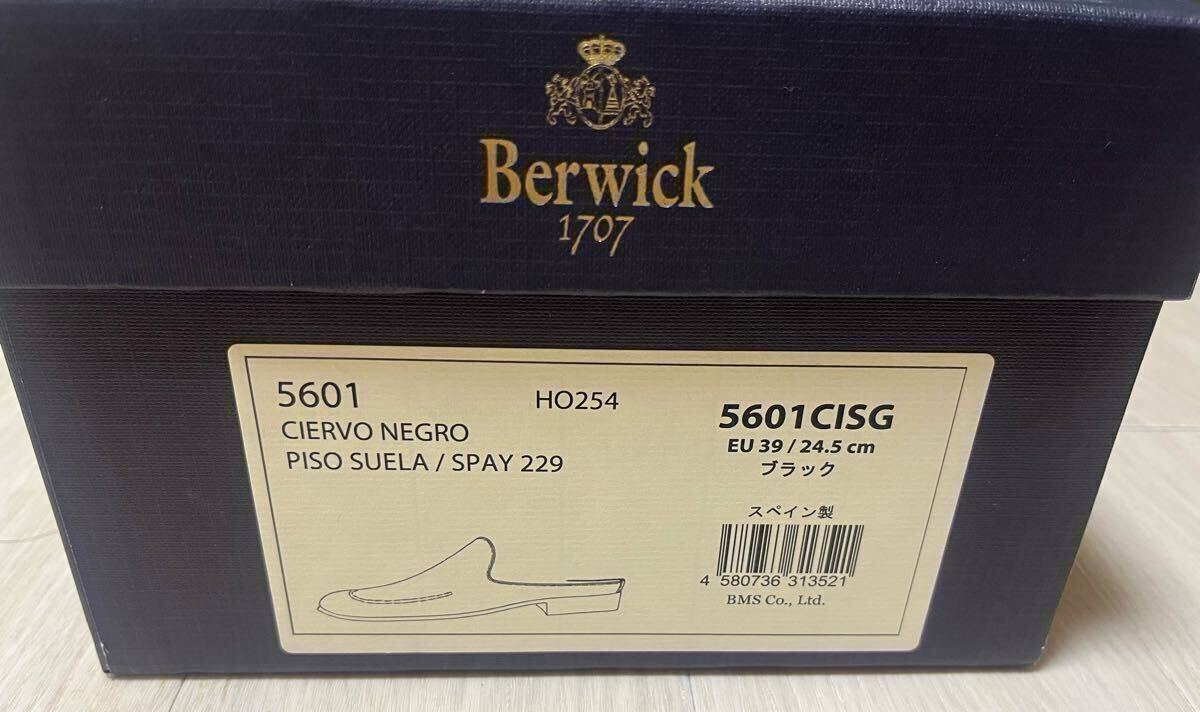 Berwick
1707
5601
HO254
CIERVO NEGRO
PISO SUELA / SPAY 229
5601CISG
EU 39 / 24.5 cm
ブラック
スペイン製
4 580736 313521
BMS Co., Ltd.